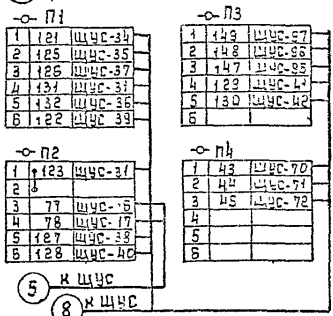 П1
1 121 ЩУС-34
2 125 ЩУС-35
3 126 ЩУС-37
4 131 ЩУС-31
5 132 ЩУС-36
6 122 ЩУС 39
П2
1 123 ЩУС-31
2
3 77 ЩУС-16
4 78 ЩУС-17
5 127 ЩУС-38
6 128 ЩУС-40
5 к ЩУС
8 к ЩУС
П3
1 149 ЩУС-97
2 148 ЩУС-96
3 147 ЩУС-95
4 129 ЩУС-41
5 130 ЩУС-42
6
П4
1 43 ЩУС-70
2 44 ЩУС-71
3 45 ЩУС-72
4
5
6